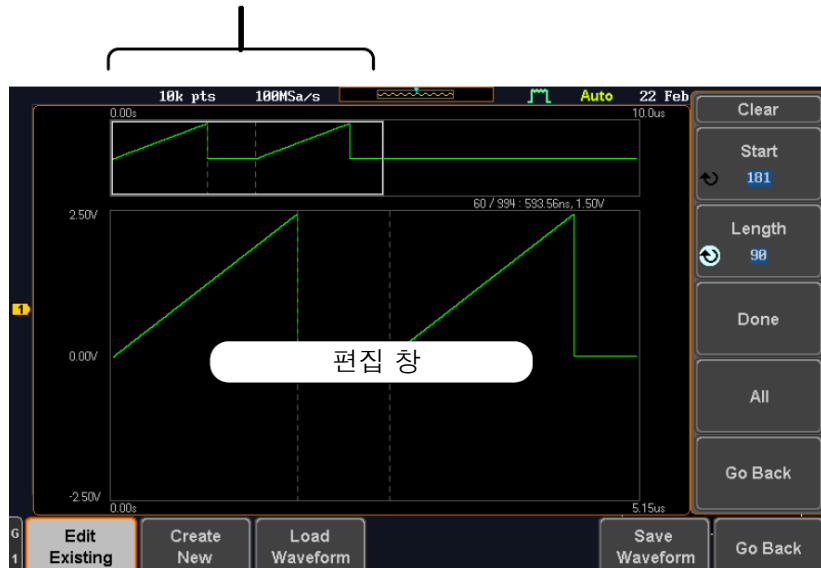 10k pts 100MSa/s Auto 22 Feb
0.00s 10.0us
60 / 994 : 593.56ns, 1.50V
2.50V
1
0.00V
편집 창
-2.50V
0.00s 5.15us
Clear
Start
181
Length
90
Done
All
Go Back
G
1
Edit
Existing
Create
New
Load
Waveform
Save
Waveform
Go Back